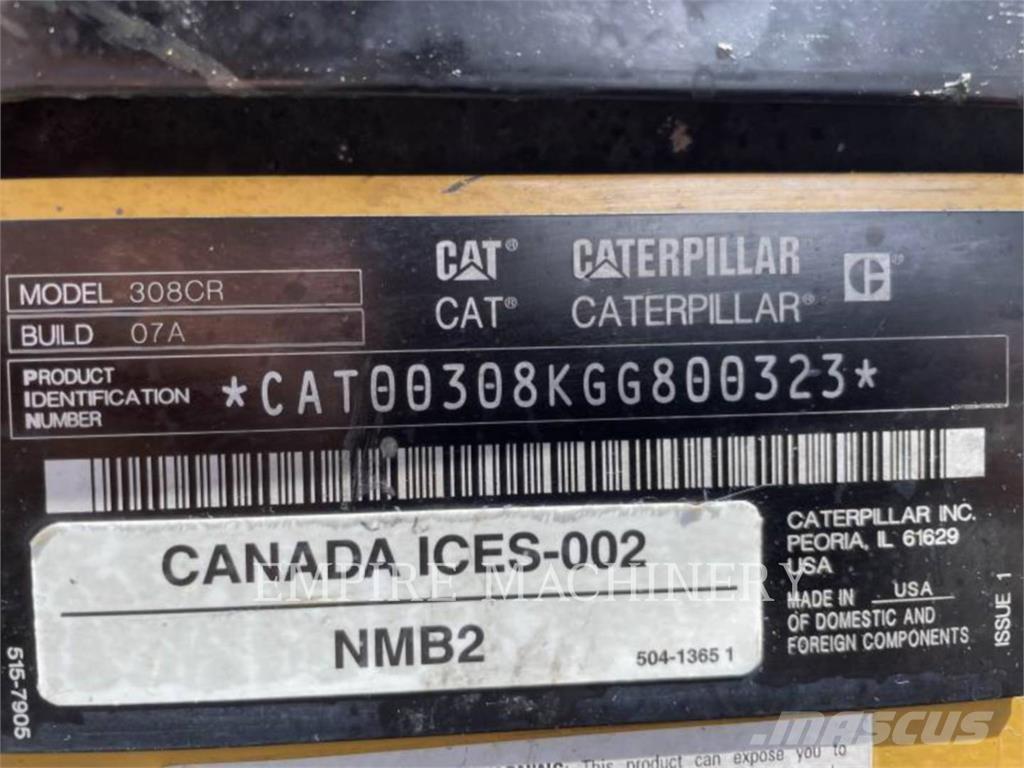 CAT® CATERPILLAR
CAT® CATERPILLAR®
MODEL 308CR
BUILD 07A
PRODUCT
IDENTIFICATION
NUMBER
*CAT00308KGG800323*
CANADA ICES-002
NMB2
504-1365 1
EMPIRE MACHINERY
CATERPILLAR INC.
PEORIA, IL 61629
USA
MADE IN USA
OF DOMESTIC AND
FOREIGN COMPONENTS
ISSUE 1
515-7905
This product can expose you to
MASCUS